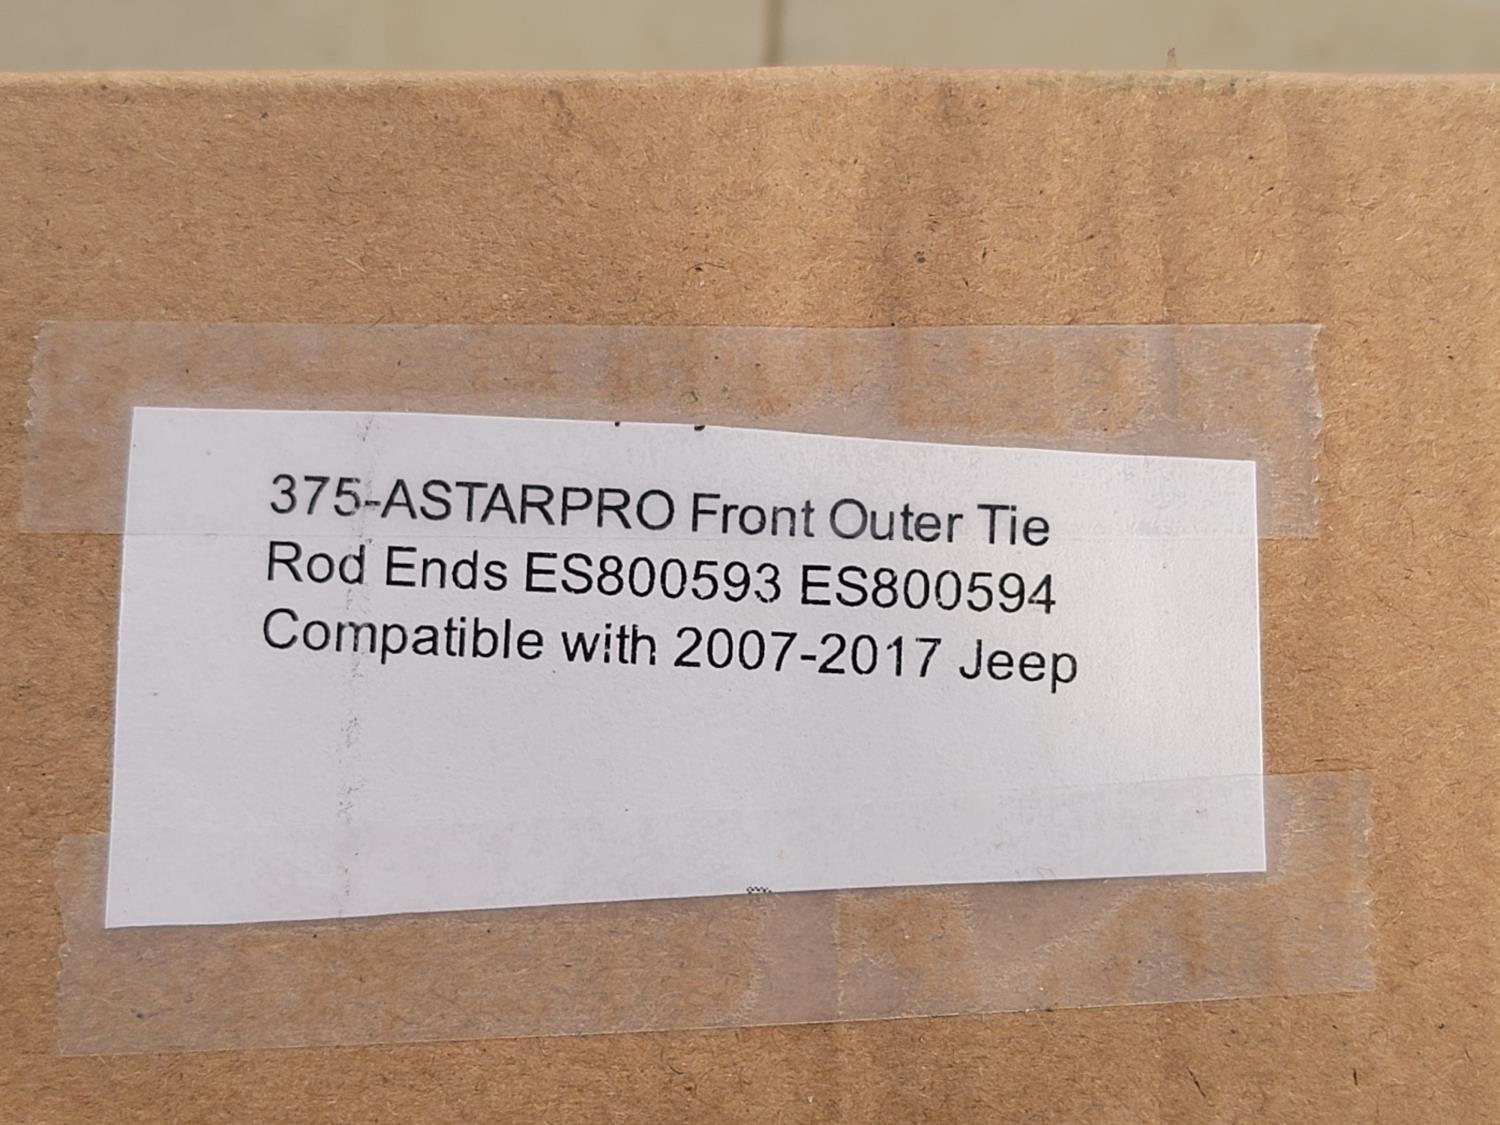 375-ASTARPRO Front Outer Tie
Rod Ends ES800593 ES800594
Compatible with 2007-2017 Jeep